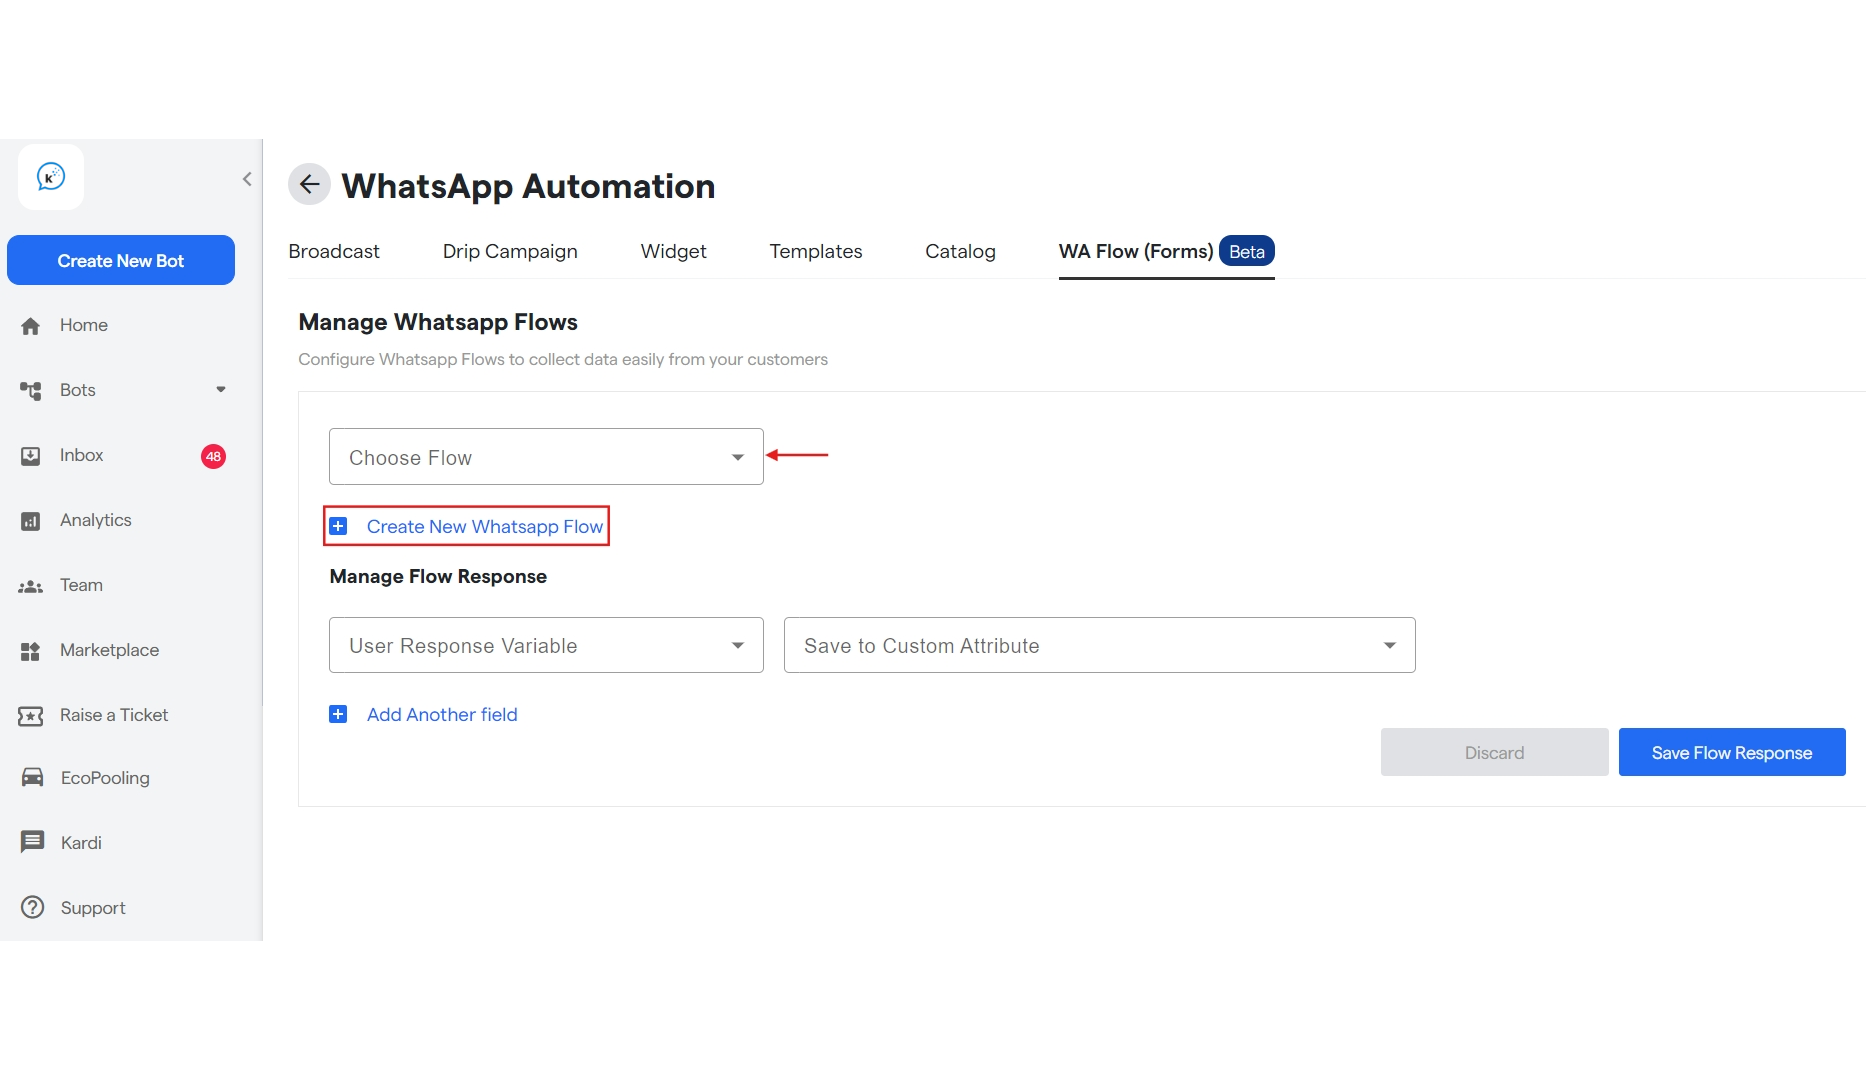 k
WhatsApp Automation
Create New Bot
Home
Bots
Inbox 48
Analytics
Team
Marketplace
Raise a Ticket
EcoPooling
Kardi
Support
Broadcast Drip Campaign Widget Templates Catalog WA Flow (Forms) Beta
Manage Whatsapp Flows
Configure Whatsapp Flows to collect data easily from your customers
Choose Flow
Create New Whatsapp Flow
Manage Flow Response
User Response Variable Save to Custom Attribute
Add Another field
Discard Save Flow Response